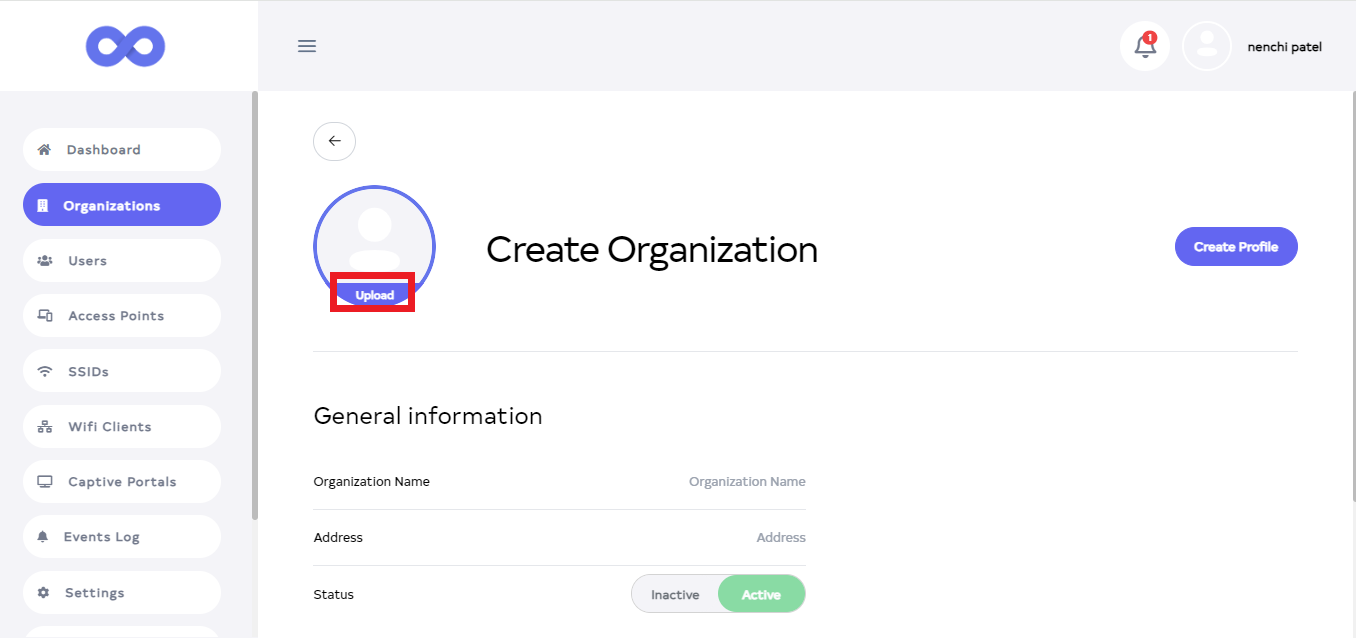 1
nenchi patel
Dashboard
Organizations
Users
Access Points
SSIDs
Wifi Clients
Captive Portals
Events Log
Settings
Upload
Create Organization
Create Profile
General information
Organization Name Organization Name
Address Address
Status Inactive Active